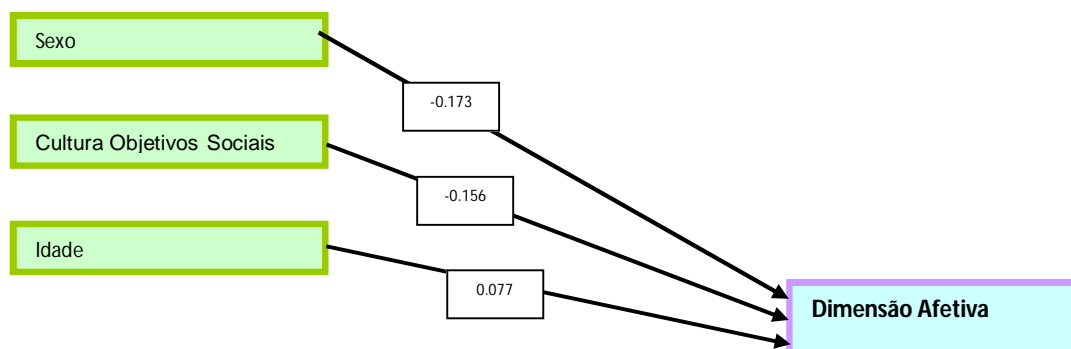 Sexo
-0.173
Cultura Objetivos Sociais
-0.156
Idade
0.077
Dimensão Afetiva